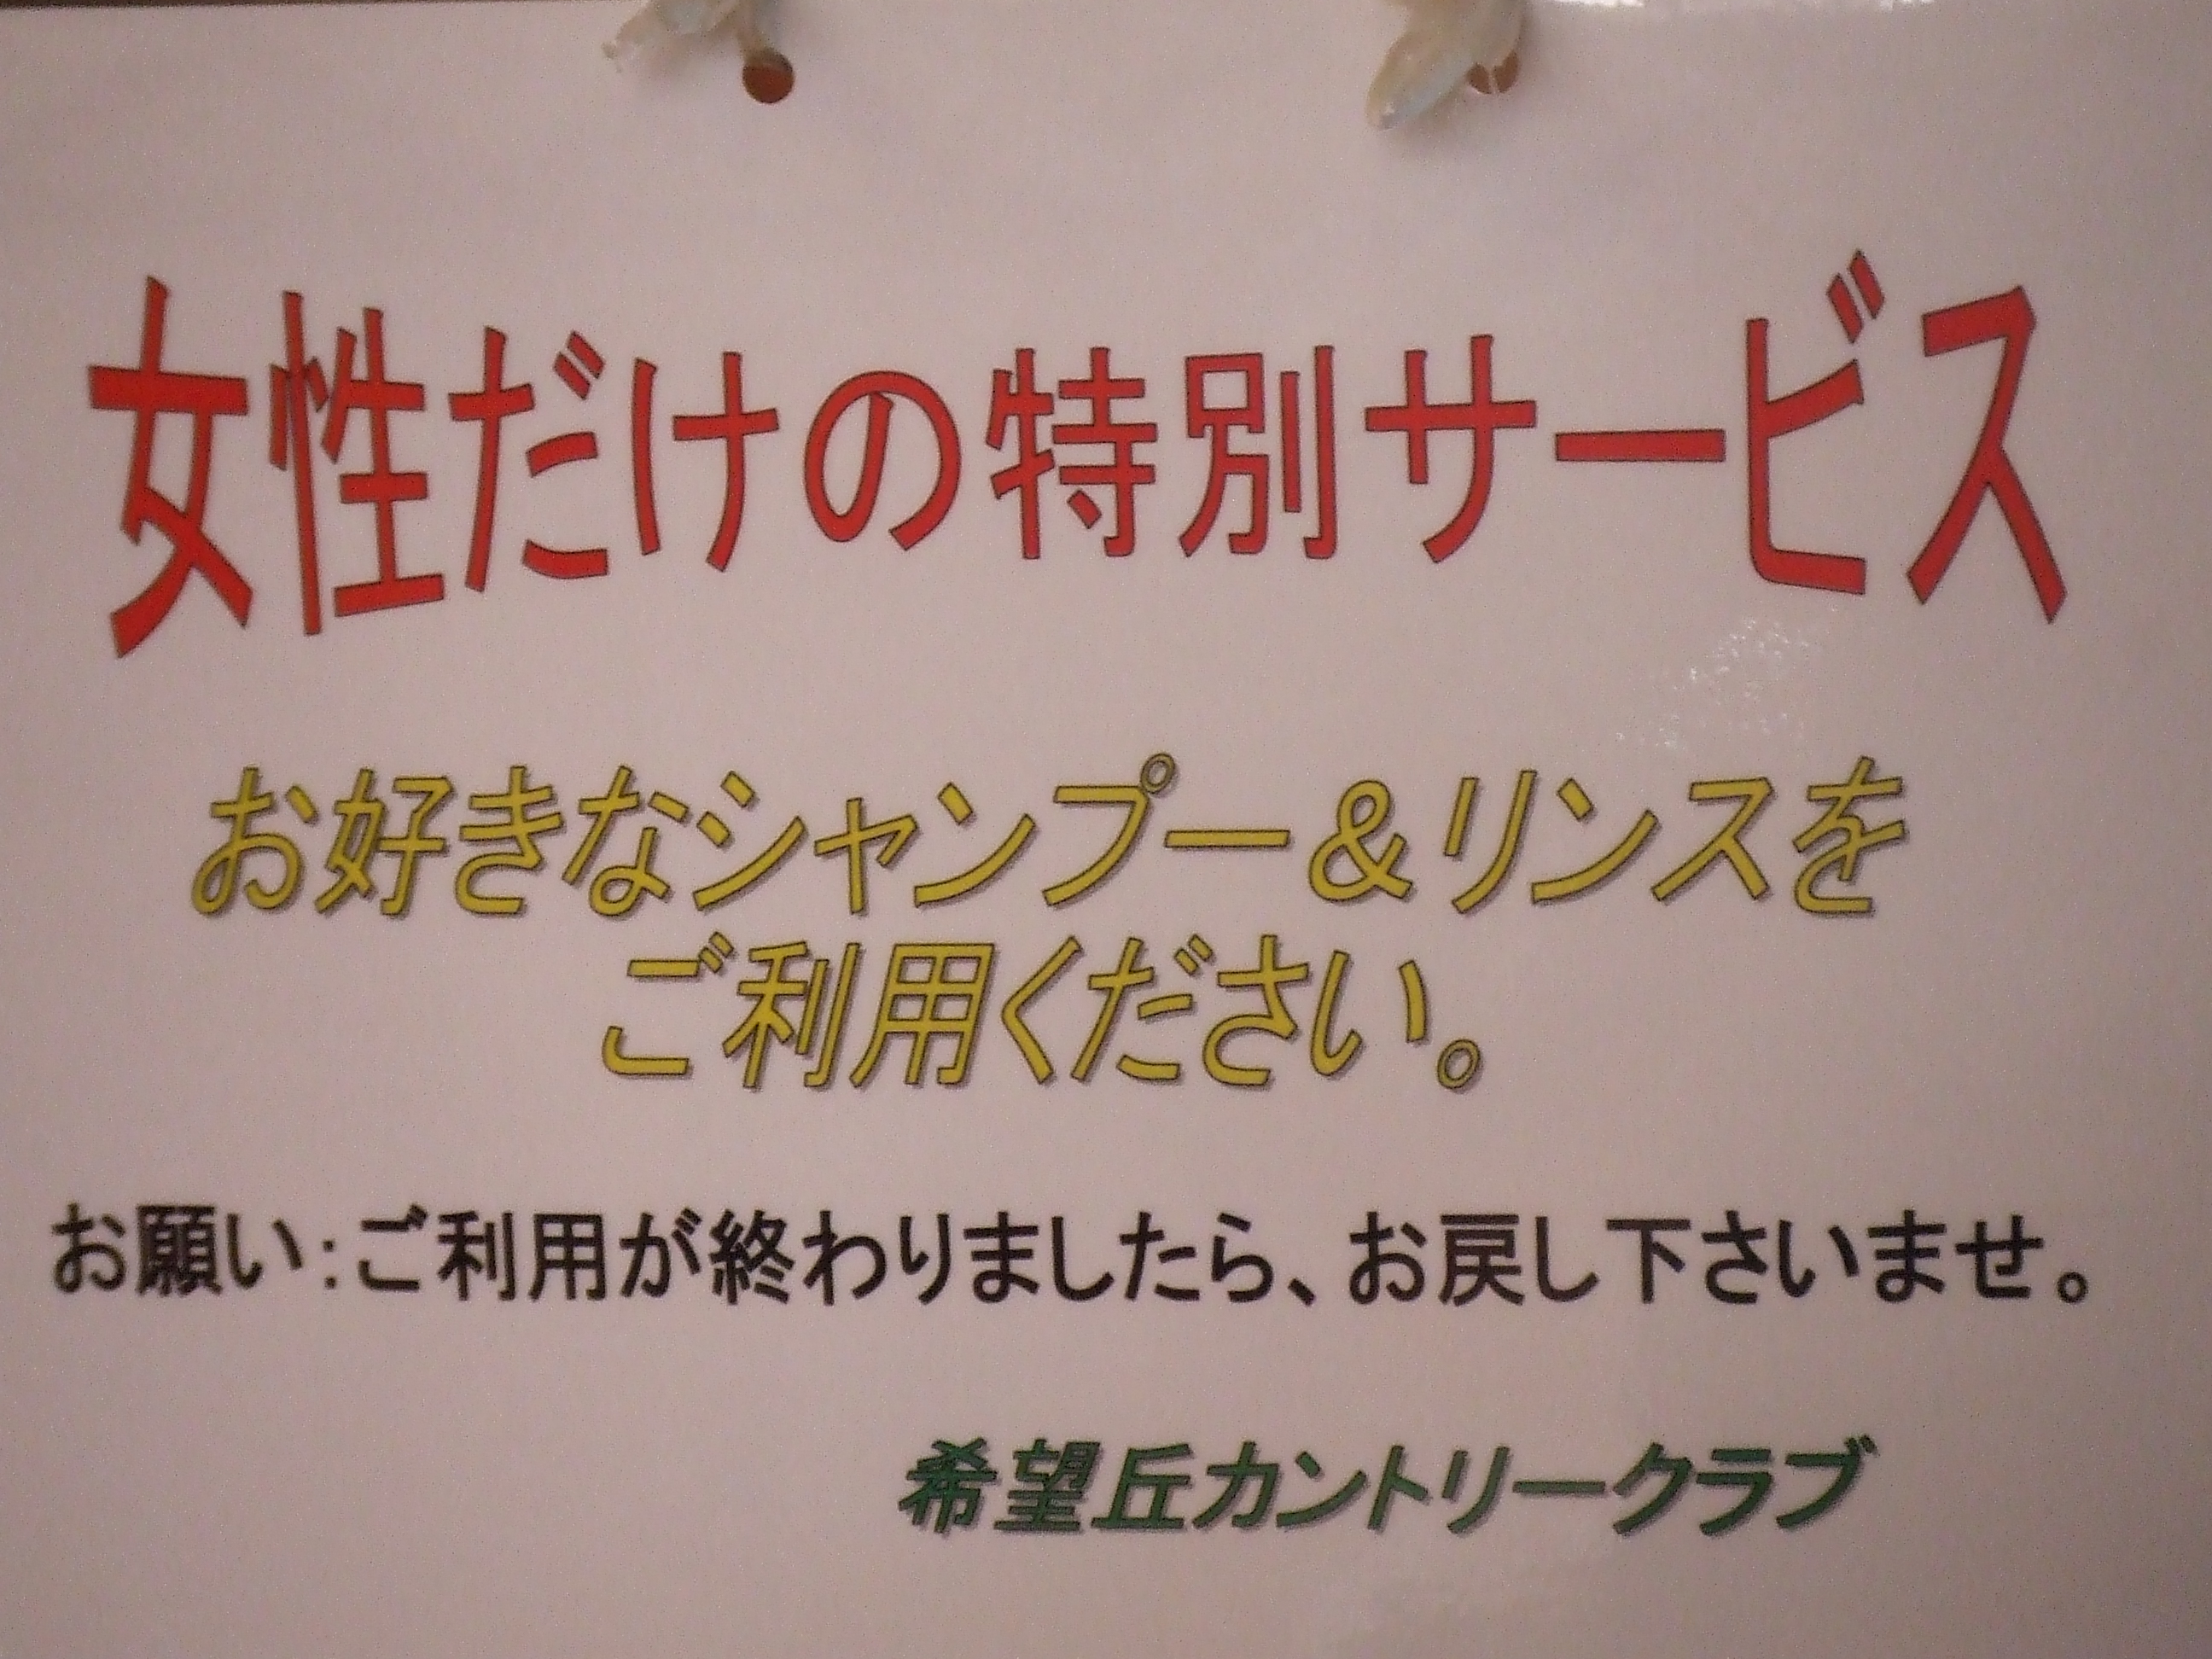 女性だけの特別サービス
お好きなシャンプー＆リンスを
ご利用ください。
お願い：ご利用が終わりましたら、お戻し下さいませ。
希望丘カントリークラブ